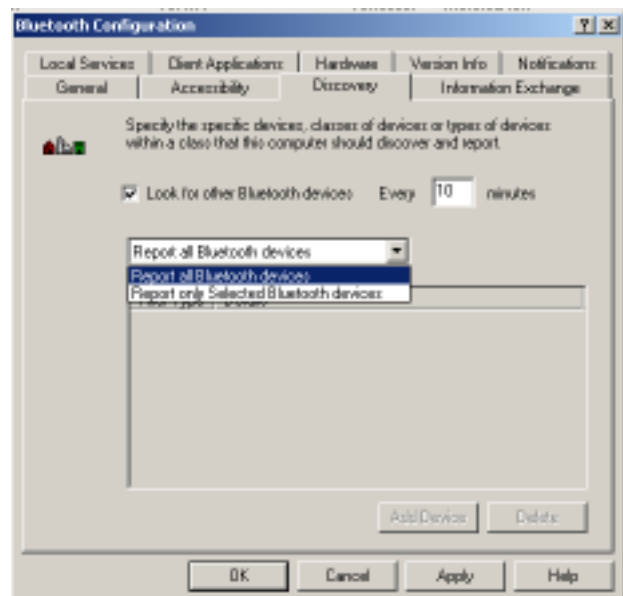 Bluetooth Configuration
Local Services Client Applications Hardware Version Info Notifications
General Accessibility Discovery Information Exchange
Specify the specific devices, classes of devices or types of devices
within a class that this computer should discover and report.
Look for other Bluetooth devices Every 10 minutes
Report all Bluetooth devices
Report all Bluetooth devices
Report only Selected Bluetooth devices
Add Device Delete
OK Cancel Apply Help